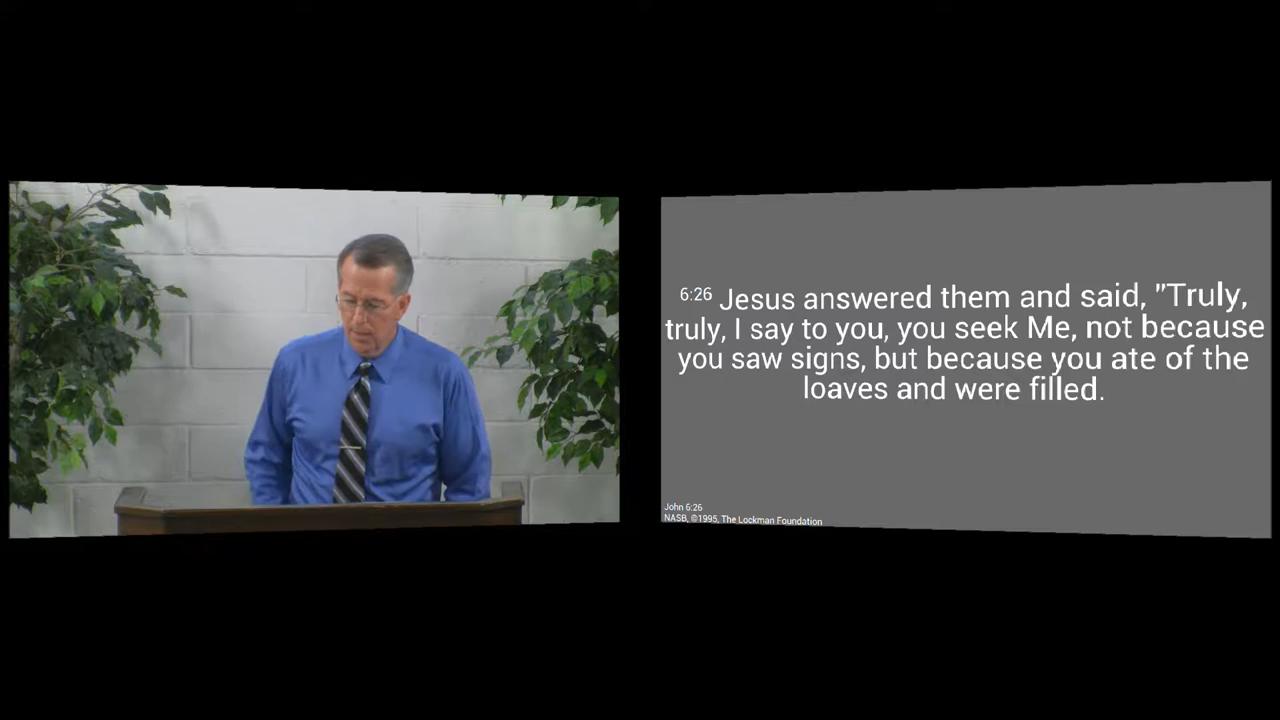 6:26 Jesus answered them and said, "Truly,
truly, I say to you, you seek Me, not because
you saw signs, but because you ate of the
loaves and were filled.
John 6:26
NASB, ©1995, The Lockman Foundation